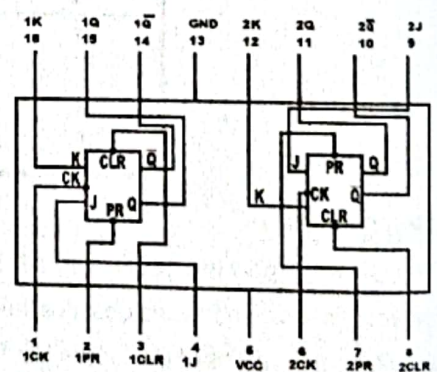 1K 1Q 1Q̅ GND 2K 2Q 2Q̅ 2J
16 15 14 13 12 11 10 9
K CLR Q̅
CK
J
PR Q
J PR Q
K CK Q̅
CLR
1 2 3 4 5 6 7 8
1CK 1PR 1CLR 1J VCC 2CK 2PR 2CLR